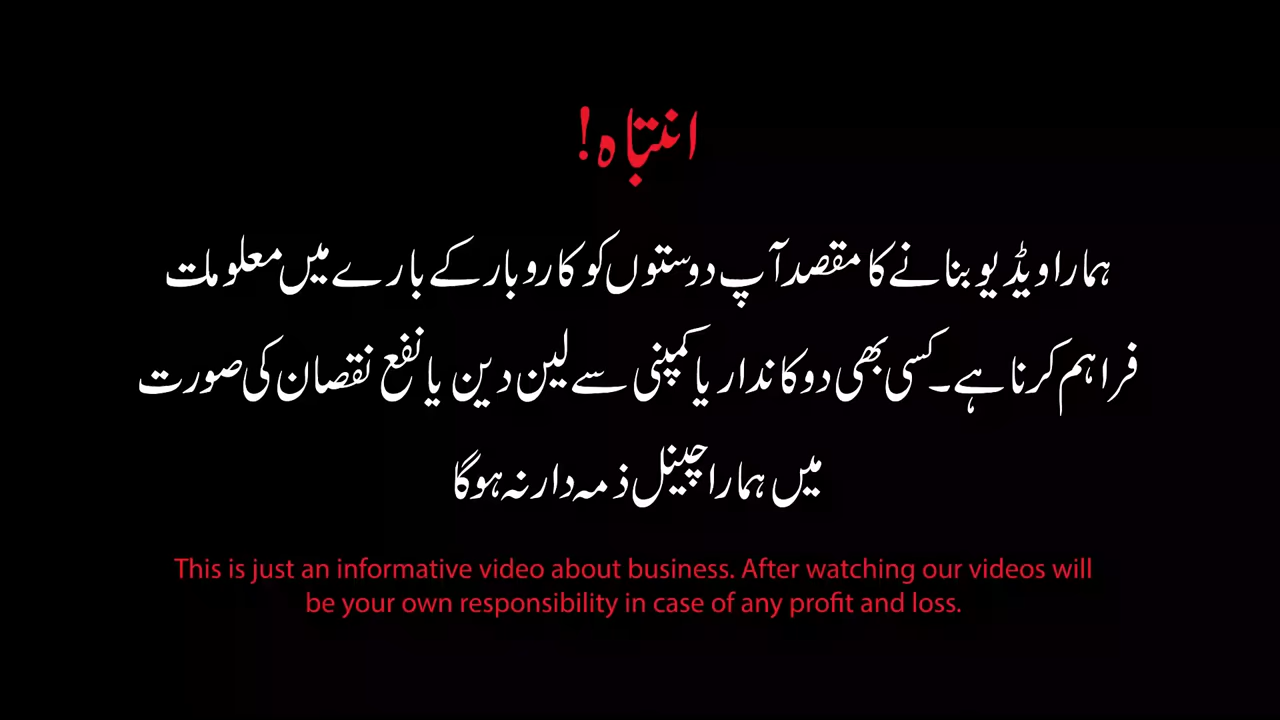 انتباہ!
ہمارا ویڈیو بنانے کا مقصد آپ دوستوں کو کاروبار کے بارے میں معلومات
فراہم کرنا ہے۔ کسی بھی دوکاندار یا کمپنی سے لین دین یا نفع نقصان کی صورت
میں ہمارا چینل ذمہ دار نہ ہوگا
This is just an informative video about business. After watching our videos will
be your own responsibility in case of any profit and loss.